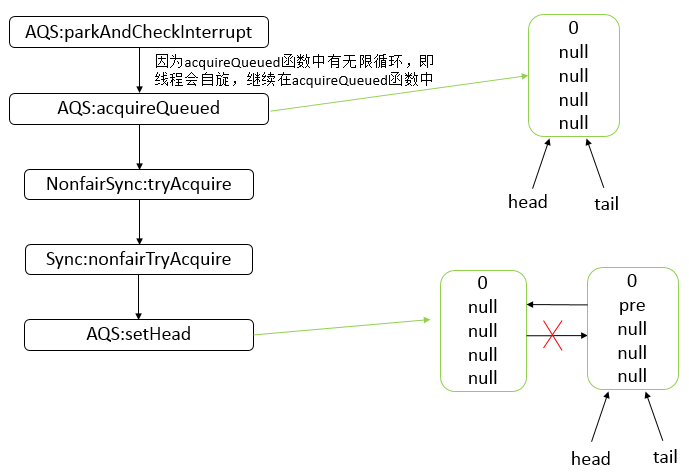 AQS:parkAndCheckInterrupt
因为acquireQueued函数中有无限循环，即
线程会自旋，继续在acquireQueued函数中
AQS:acquireQueued
NonfairSync:tryAcquire
Sync:nonfairTryAcquire
AQS:setHead
0
null
null
null
null
head
tail
0
null
null
null
null
0
pre
null
null
null
head
tail